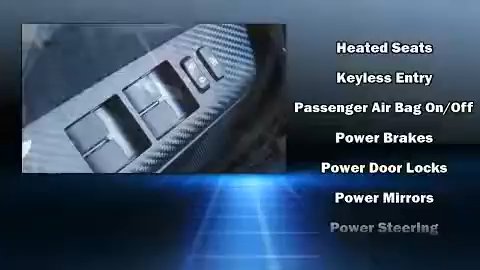 Heated Seats
Keyless Entry
Passenger Air Bag On/Off
Power Brakes
Power Door Locks
Power Mirrors
Power Steering